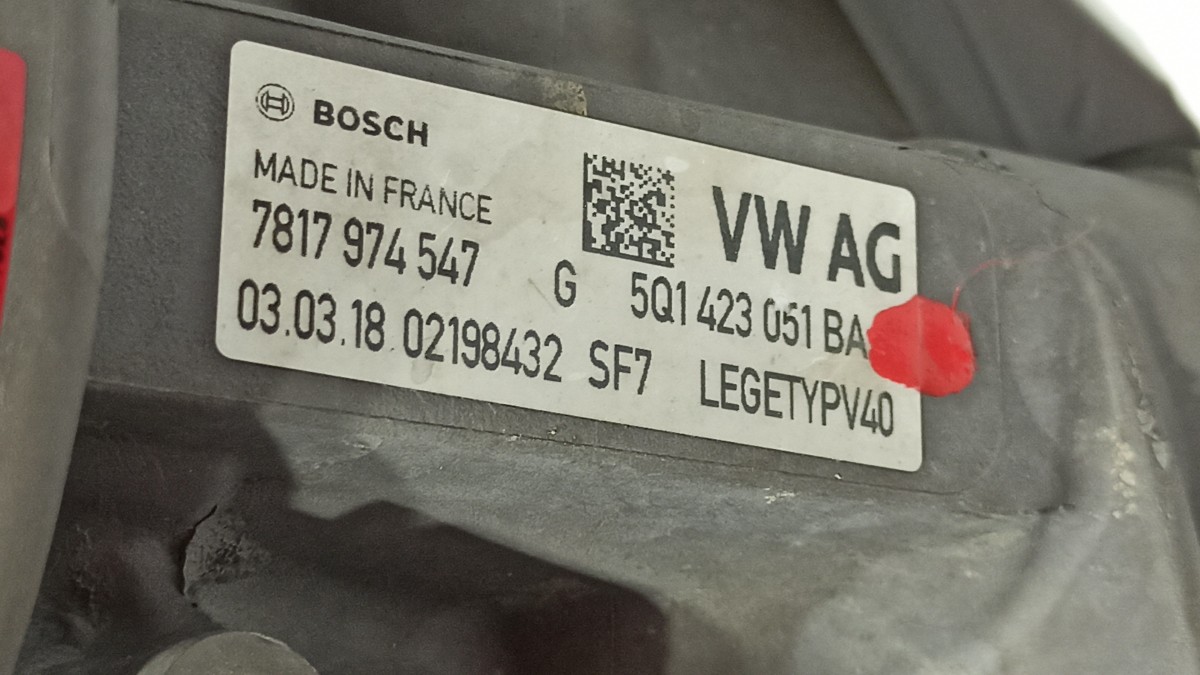 BOSCH
MADE IN FRANCE
VW AG
7817 974 547 G 5Q1 423 051 BA
03.03.18 02198432 SF7 LEGETYPV40